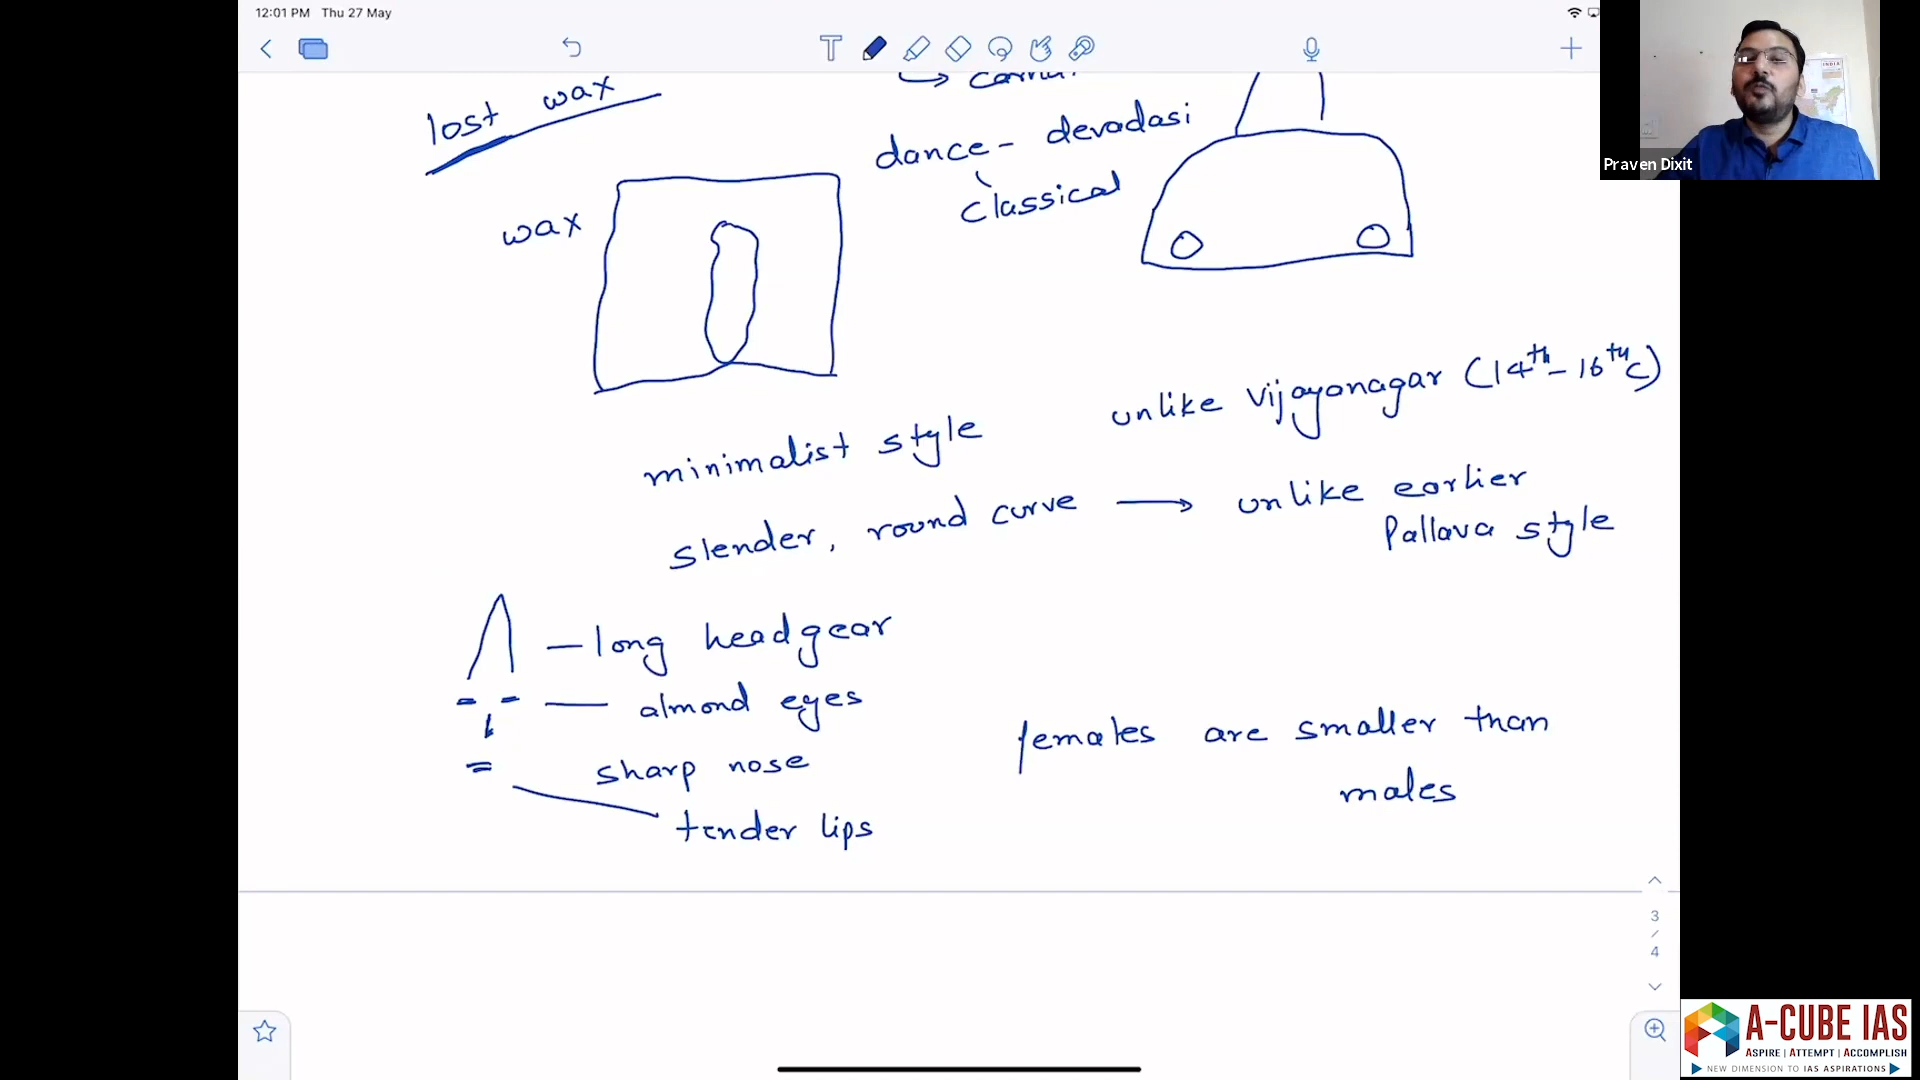 12:01 PM Thu 27 May
lost wax
dance - devadasi
classical
wax
unlike Vijayanagar (14th - 16th C)
minimalist style
slender, round curve → unlike earlier
Pallava style
— long headgear
— almond eyes
sharp nose
tender lips
females are smaller than
males
3
/
4
Praven Dixit
INDIA
A-CUBE IAS
ASPIRE | ATTEMPT | ACCOMPLISH
NEW DIMENSION TO IAS ASPIRATIONS